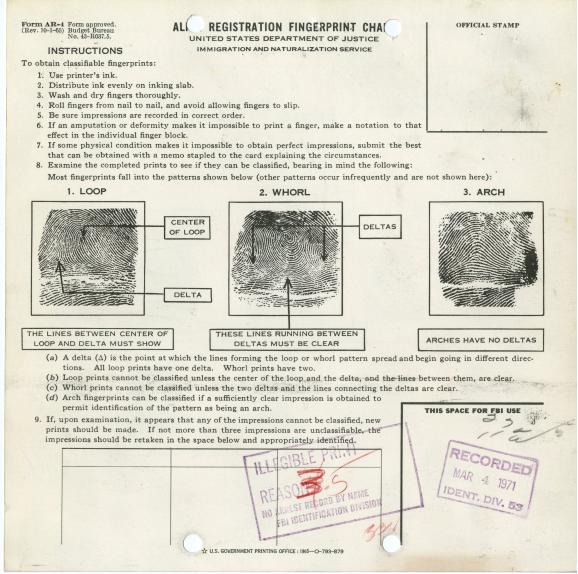 Form AR-4 Form approved.
(Rev. 10-1-65) Budget Bureau
No. 43-R037.5.
REGISTRATION FINGERPRINT
UNITED STATES DEPARTMENT OF JUSTICE
IMMIGRATION AND NATURALIZATION SERVICE
OFFICIAL STAMP
INSTRUCTIONS
To obtain classifiable fingerprints:
1. Use printer's ink.
2. Distribute ink evenly on inking slab.
3. Wash and dry fingers thoroughly.
4. Roll fingers from nail to nail, and avoid allowing fingers to slip.
5. Be sure impressions are recorded in correct order.
6. If an amputation or deformity makes it impossible to print a finger, make a notation to that
effect in the individual finger block.
7. If some physical condition makes it impossible to obtain perfect impressions, submit the best
that can be obtained with a memo stapled to the card explaining the circumstances.
8. Examine the completed prints to see if they can be classified, bearing in mind the following:
Most fingerprints fall into the patterns shown below (other patterns occur infrequently and are not shown here):
1. LOOP
2. WHORL
3. ARCH
CENTER
OF LOOP
DELTAS
DELTA
THE LINES BETWEEN CENTER OF
LOOP AND DELTA MUST SHOW
THESE LINES RUNNING BETWEEN
DELTAS MUST BE CLEAR
ARCHES HAVE NO DELTAS
(a) A delta (Δ) is the point at which the lines forming the loop or whorl pattern spread and begin going in different direc-
tions. All loop prints have one delta. Whorl prints have two.
(b) Loop prints cannot be classified unless the center of the loop and the delta, and the lines between them, are clear.
(c) Whorl prints cannot be classified unless the two deltas and the lines connecting the deltas are clear.
(d) Arch fingerprints can be classified if a sufficiently clear impression is obtained to
permit identification of the pattern as being an arch.
9. If, upon examination, it appears that any of the impressions cannot be classified, new
prints should be made. If not more than three impressions are unclassifiable, the
impressions should be retaken in the space below and appropriately identified.
THIS SPACE FOR FBI USE
RECORDED
MAR 4 1971
IDENT. DIV. 53
ILLEGIBLE PRINT
REASON
NO ARREST RECORD BY NAME
FBI IDENTIFICATION DIVISION
☆ U.S. GOVERNMENT PRINTING OFFICE : 1965—O-793-879